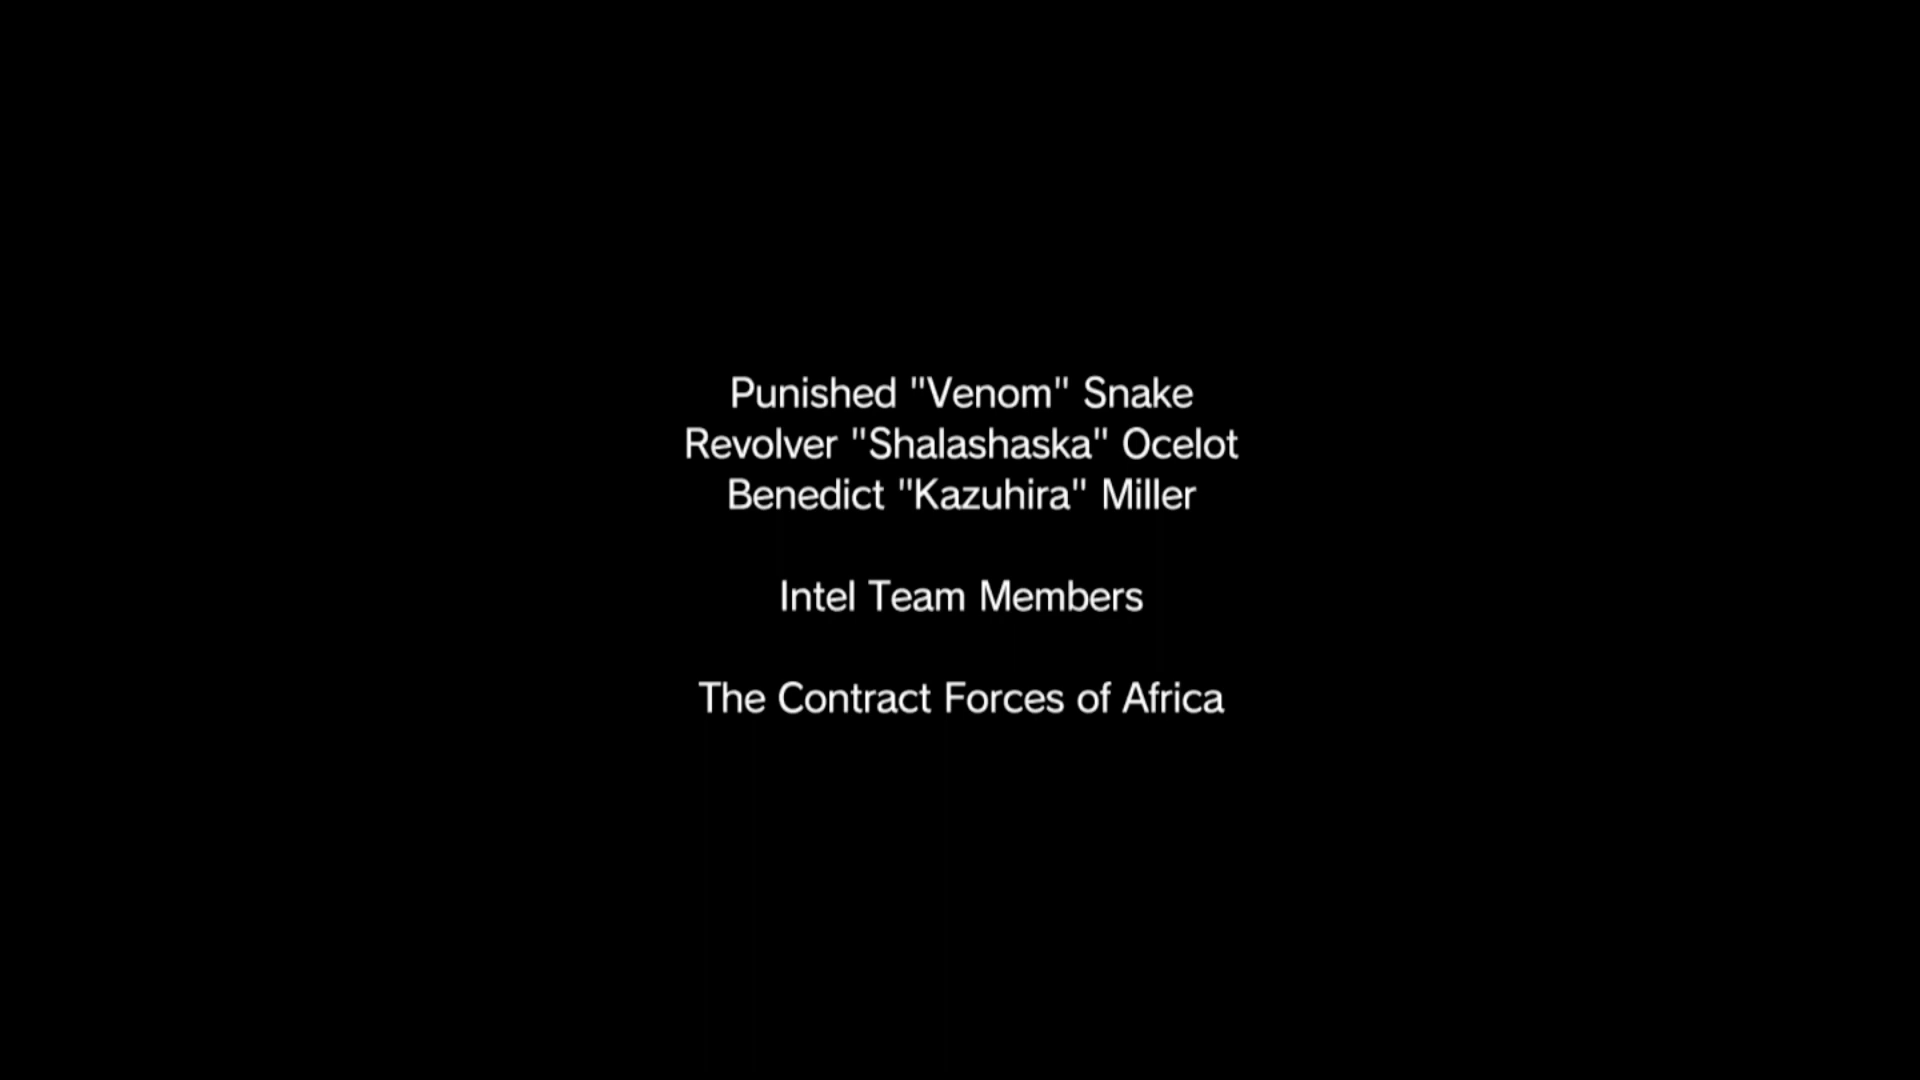 Punished "Venom" Snake
Revolver "Shalashaska" Ocelot
Benedict "Kazuhira" Miller
Intel Team Members
The Contract Forces of Africa